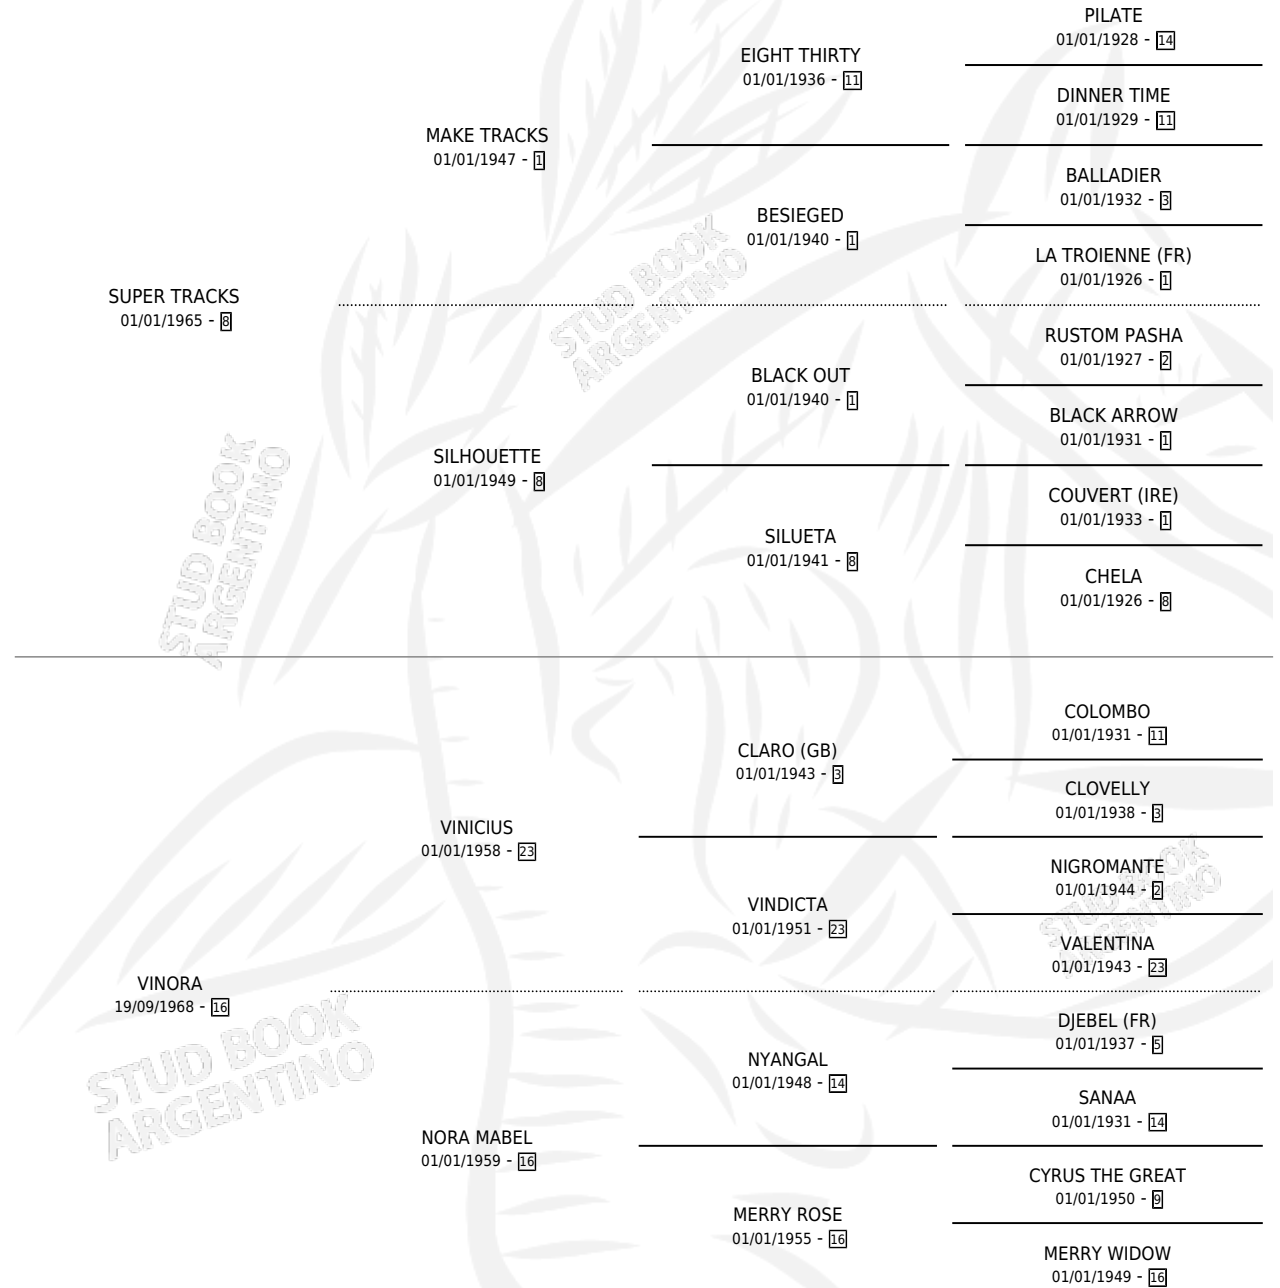 PILATE
01/01/1928 - 14
EIGHT THIRTY
01/01/1936 - 11
DINNER TIME
01/01/1929 - 11
MAKE TRACKS
01/01/1947 - 1
BALLADIER
01/01/1932 - 3
BESIEGED
01/01/1940 - 1
LA TROIENNE (FR)
01/01/1926 - 1
SUPER TRACKS
01/01/1965 - 8
RUSTOM PASHA
01/01/1927 - 2
BLACK OUT
01/01/1940 - 1
BLACK ARROW
01/01/1931 - 1
SILHOUETTE
01/01/1949 - 8
COUVERT (IRE)
01/01/1933 - 1
SILUETA
01/01/1941 - 8
CHELA
01/01/1926 - 8
COLOMBO
01/01/1931 - 11
CLARO (GB)
01/01/1943 - 3
CLOVELLY
01/01/1938 - 3
VINICIUS
01/01/1958 - 23
NIGROMANTE
01/01/1944 - 2
VINDICTA
01/01/1951 - 23
VALENTINA
01/01/1943 - 23
VINORA
19/09/1968 - 16
DJEBEL (FR)
01/01/1937 - 5
NYANGAL
01/01/1948 - 14
SANAA
01/01/1931 - 14
NORA MABEL
01/01/1959 - 16
CYRUS THE GREAT
01/01/1950 - 9
MERRY ROSE
01/01/1955 - 16
MERRY WIDOW
01/01/1949 - 16
STUD BOOK
ARGENTINO
STUD BOOK
ARGENTINO
STUD BOOK
ARGENTINO
STUD BOOK
ARGENTINO